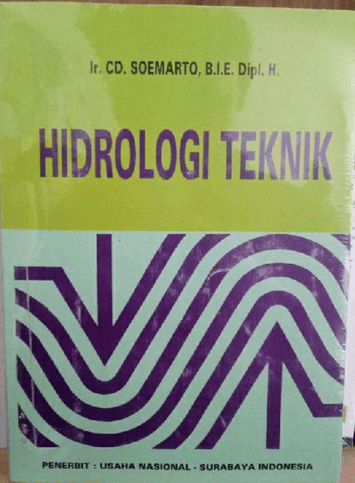 Ir. CD. SOEMARTO, B.I.E. Dipl. H.
HIDROLOGI TEKNIK
PENERBIT : USAHA NASIONAL - SURABAYA INDONESIA